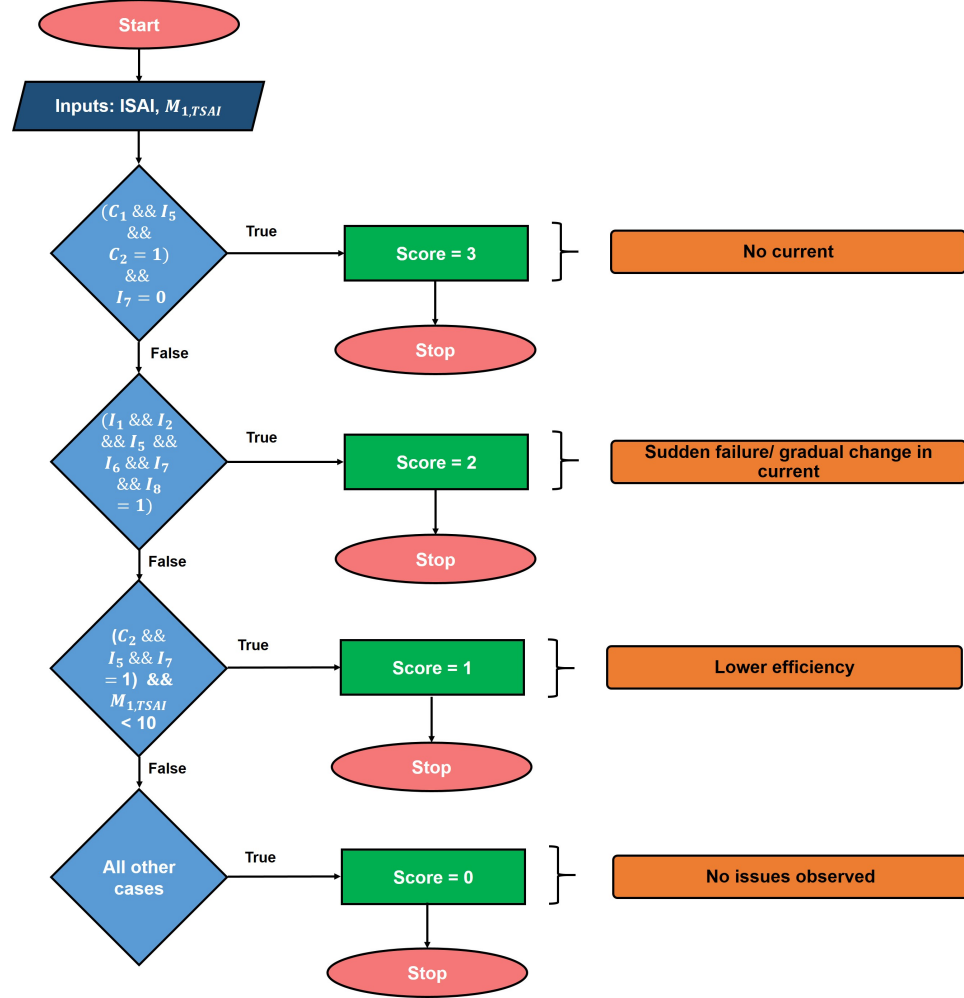 Start
Inputs: ISAI, M₁,TSAI
(C₁ && I₅
&&
C₂ = 1)
&&
I₇ = 0
True
Score = 3
No current
Stop
False
(I₁ && I₂
&& I₅ &&
I₆ && I₇
&& I₈
= 1)
True
Score = 2
Sudden failure/ gradual change in
current
Stop
False
(C₂ &&
I₅ && I₇
= 1) &&
M₁,TSAI
< 10
True
Score = 1
Lower efficiency
Stop
False
All other
cases
True
Score = 0
No issues observed
Stop